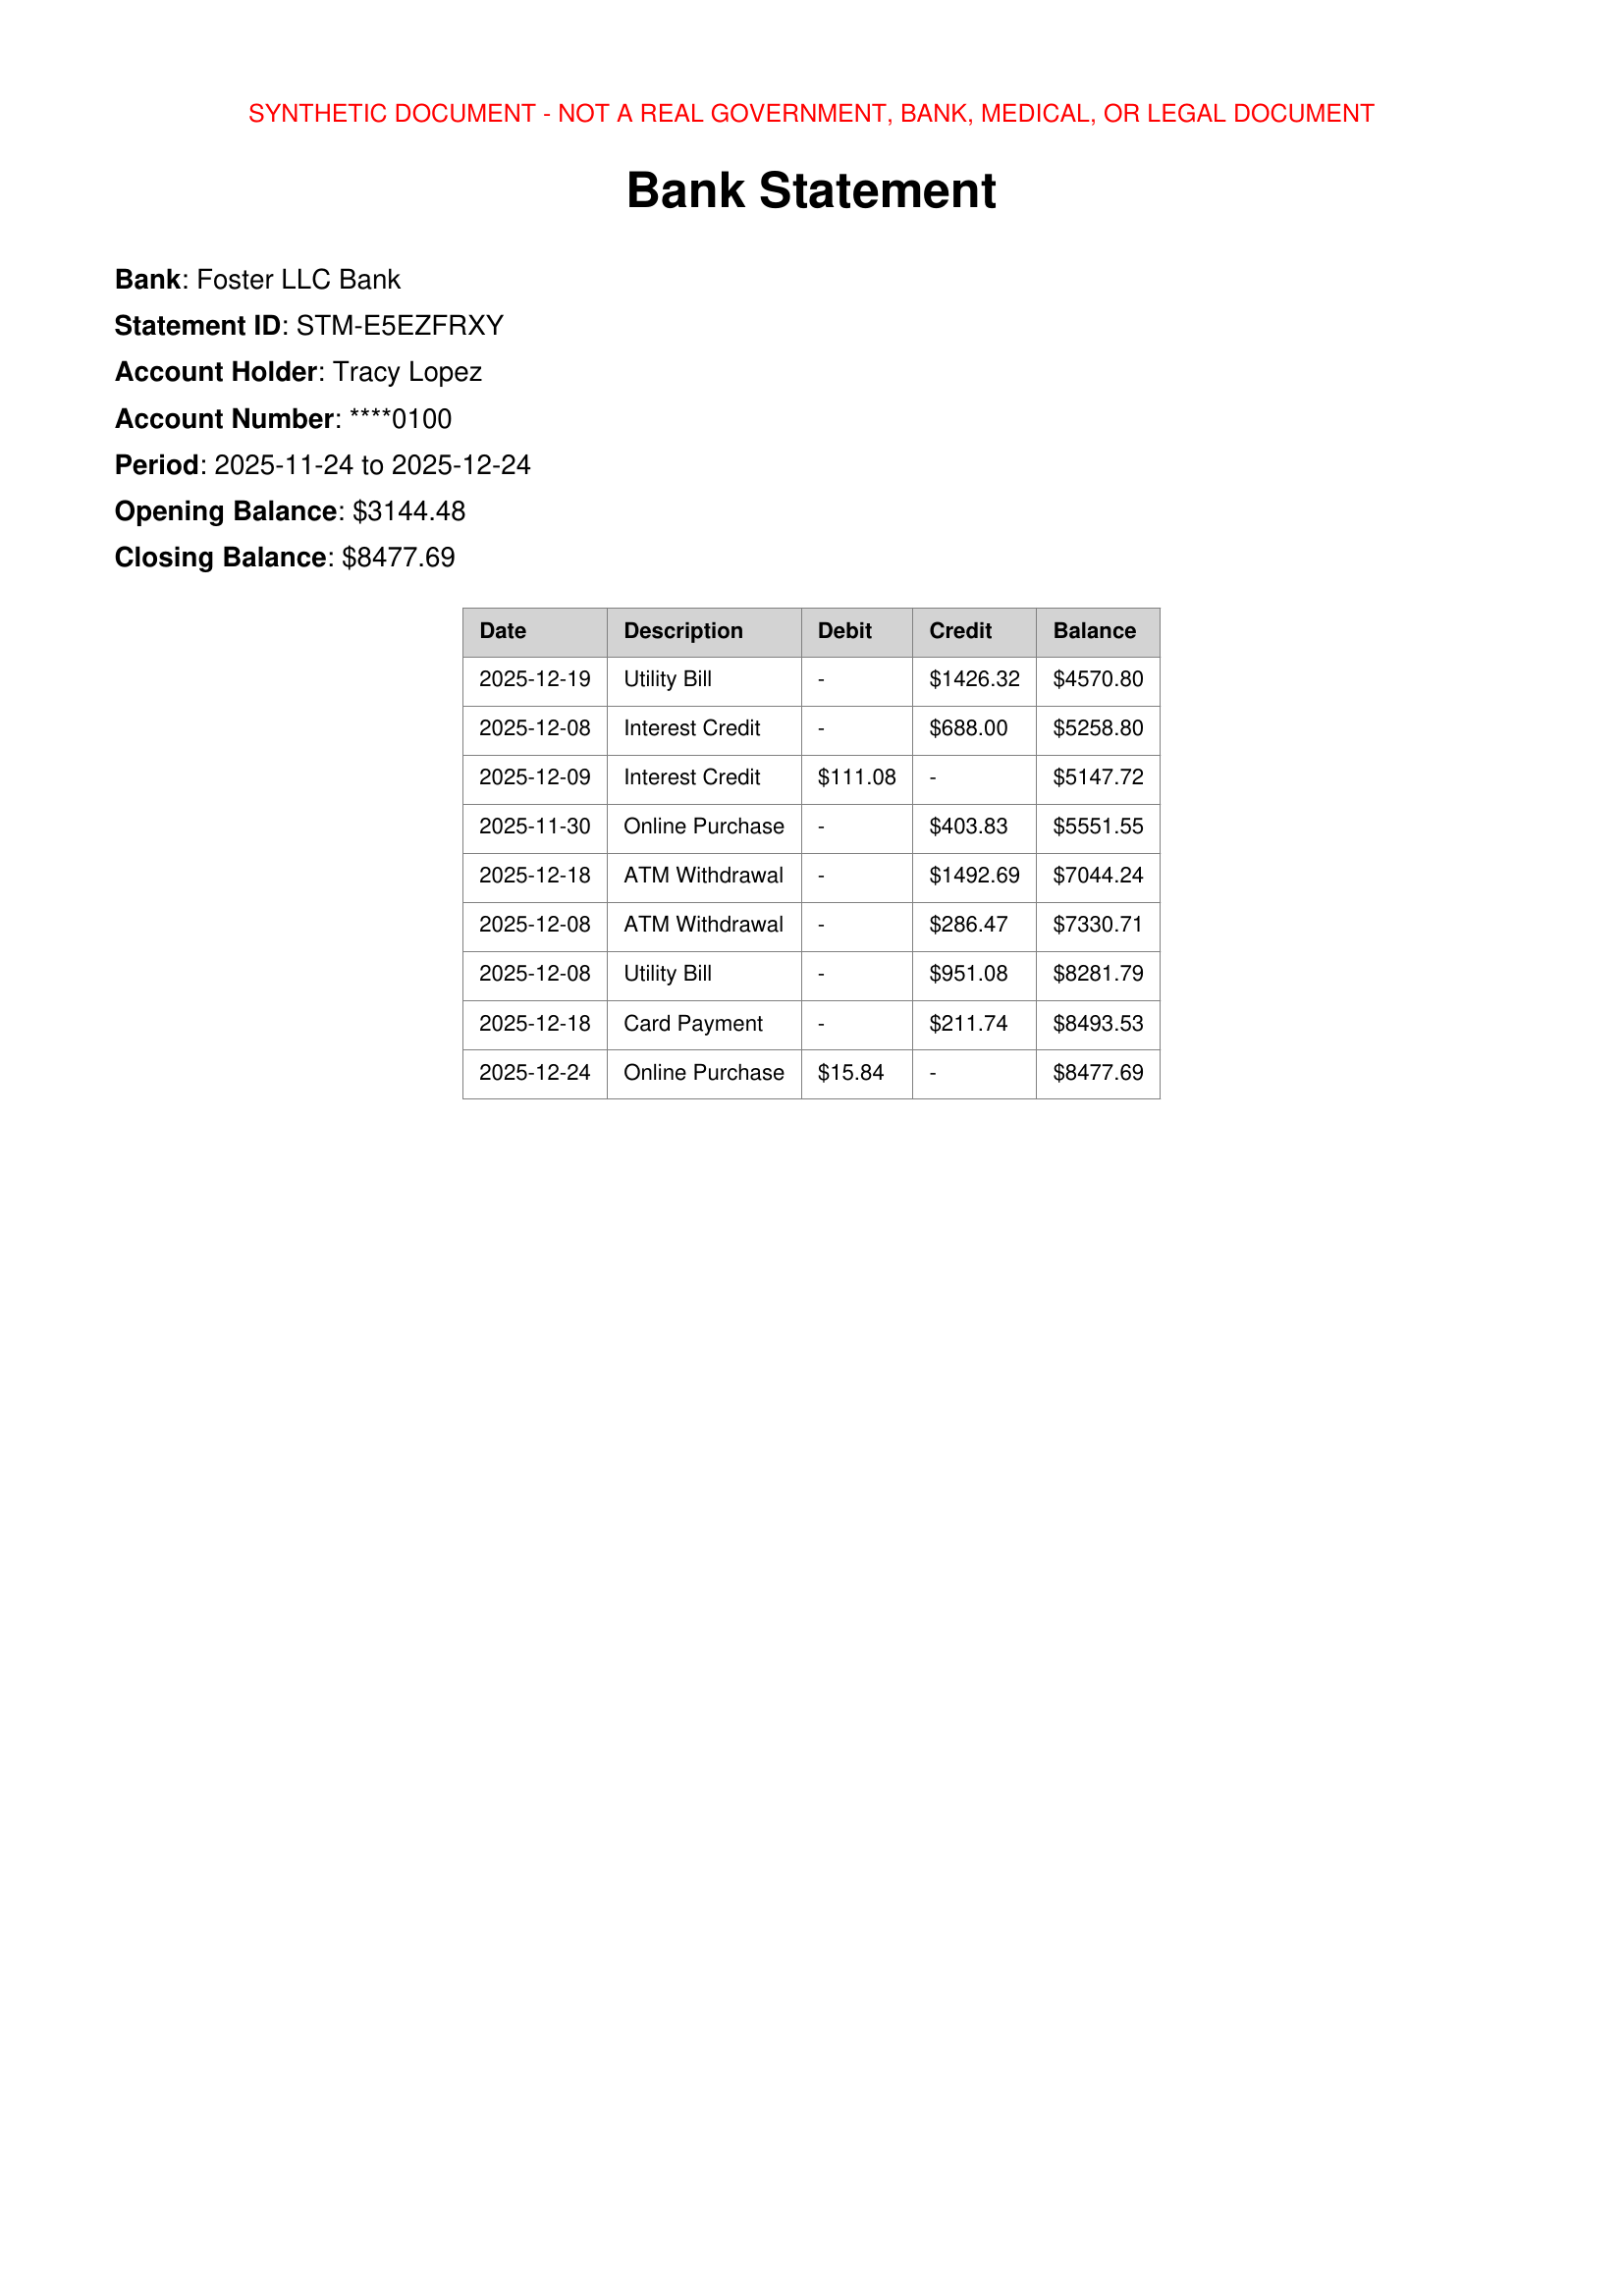 SYNTHETIC DOCUMENT - NOT A REAL GOVERNMENT, BANK, MEDICAL, OR LEGAL DOCUMENT
Bank Statement
Bank: Foster LLC Bank
Statement ID: STM-E5EZFRXY
Account Holder: Tracy Lopez
Account Number: ****0100
Period: 2025-11-24 to 2025-12-24
Opening Balance: $3144.48
Closing Balance: $8477.69
Date Description Debit Credit Balance
2025-12-19 Utility Bill - $1426.32 $4570.80
2025-12-08 Interest Credit - $688.00 $5258.80
2025-12-09 Interest Credit $111.08 - $5147.72
2025-11-30 Online Purchase - $403.83 $5551.55
2025-12-18 ATM Withdrawal - $1492.69 $7044.24
2025-12-08 ATM Withdrawal - $286.47 $7330.71
2025-12-08 Utility Bill - $951.08 $8281.79
2025-12-18 Card Payment - $211.74 $8493.53
2025-12-24 Online Purchase $15.84 - $8477.69